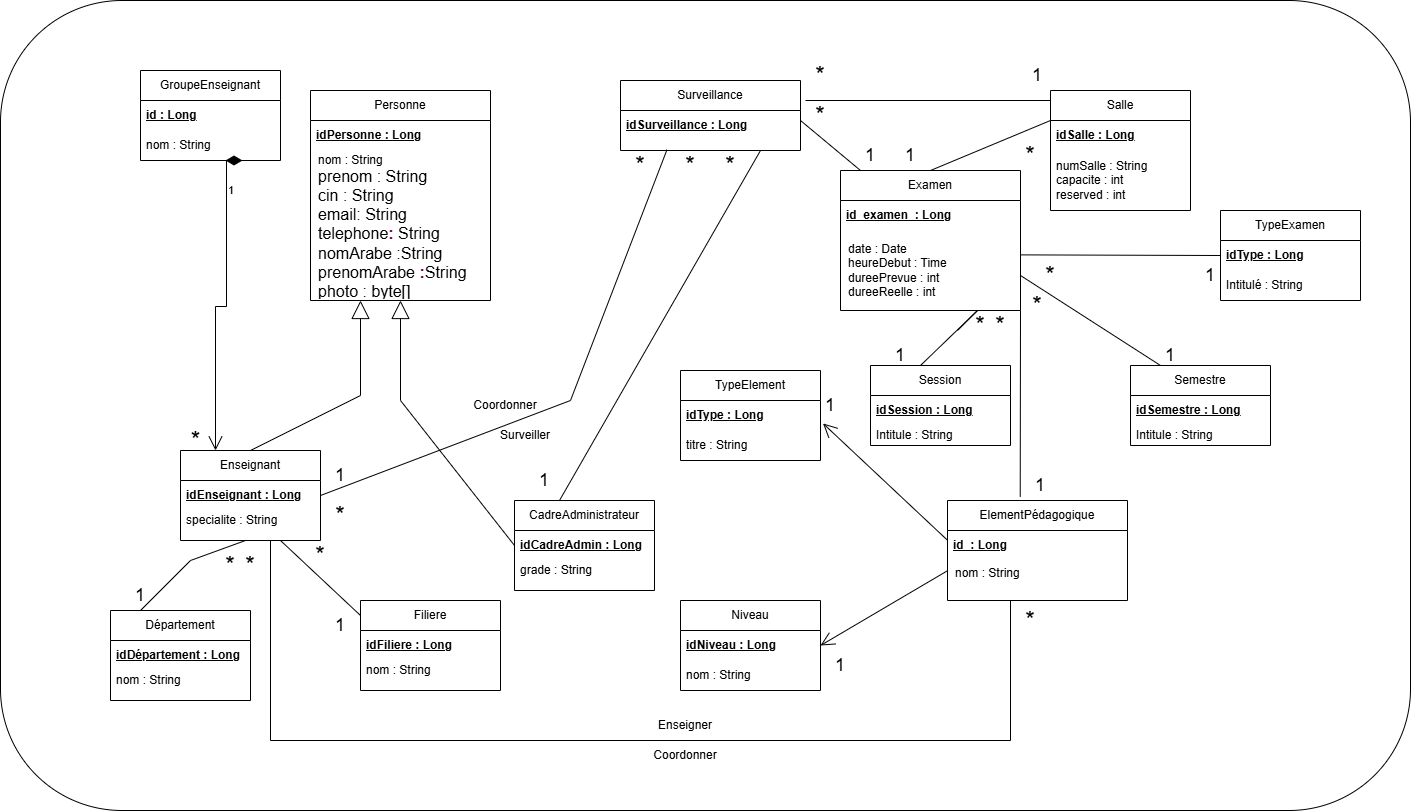 GroupeEnseignant
id : Long
nom : String
1
*
Personne
idPersonne : Long
nom : String
prenom : String
cin : String
email: String
telephone: String
nomArabe :String
prenomArabe :String
photo : byte[]
Surveillance
idSurveillance : Long
*
*
*
*
*
1
Salle
idSalle : Long
numSalle : String
capacite : int
reserved : int
1
1
*
Examen
id_examen_: Long
date : Date
heureDebut : Time
dureePrevue : int
dureeReelle : int
TypeExamen
idType : Long
Intitulé : String
*
1
*
*
*
1
Session
idSession : Long
Intitule : String
1
Semestre
idSemestre : Long
Intitule : String
TypeElement
idType : Long
titre : String
1
Coordonner
Surveiller
Enseignant
idEnseignant : Long
specialite : String
1
*
1
CadreAdministrateur
idCadreAdmin : Long
grade : String
1
ElementPédagogique
id_: Long
nom : String
*
*
*
*
1
Département
idDépartement : Long
nom : String
1
Filiere
idFiliere : Long
nom : String
Niveau
idNiveau : Long
nom : String
1
Enseigner
Coordonner